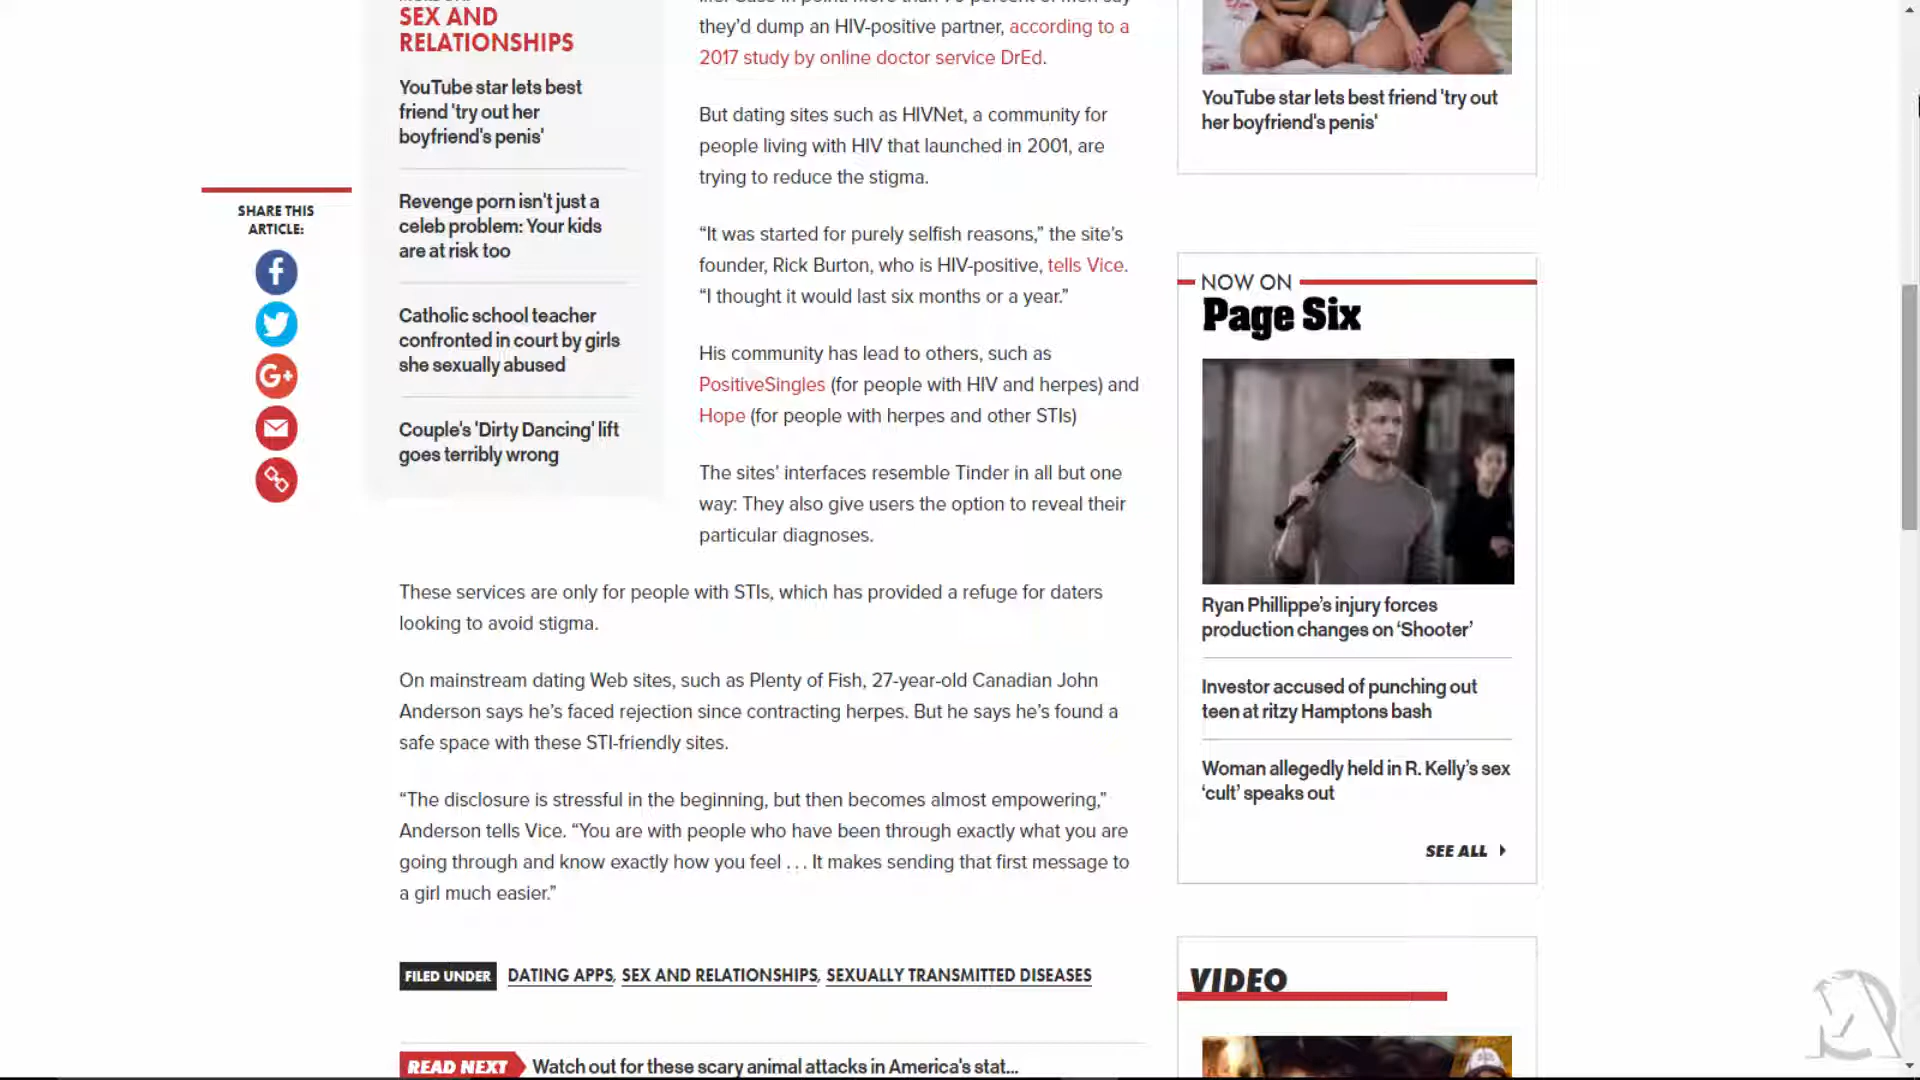 SEX AND
RELATIONSHIPS
YouTube star lets best
friend 'try out her
boyfriend's penis'
Revenge porn isn't just a
celeb problem: Your kids
are at risk too
Catholic school teacher
confronted in court by girls
she sexually abused
Couple's 'Dirty Dancing' lift
goes terribly wrong
SHARE THIS
ARTICLE:
they’d dump an HIV-positive partner, according to a
2017 study by online doctor service DrEd.
But dating sites such as HIVNet, a community for
people living with HIV that launched in 2001, are
trying to reduce the stigma.
“It was started for purely selfish reasons,” the site’s
founder, Rick Burton, who is HIV-positive, tells Vice.
“I thought it would last six months or a year.”
His community has lead to others, such as
PositiveSingles (for people with HIV and herpes) and
Hope (for people with herpes and other STIs)
The sites’ interfaces resemble Tinder in all but one
way: They also give users the option to reveal their
particular diagnoses.
These services are only for people with STIs, which has provided a refuge for daters
looking to avoid stigma.
On mainstream dating Web sites, such as Plenty of Fish, 27-year-old Canadian John
Anderson says he’s faced rejection since contracting herpes. But he says he’s found a
safe space with these STI-friendly sites.
“The disclosure is stressful in the beginning, but then becomes almost empowering,”
Anderson tells Vice. “You are with people who have been through exactly what you are
going through and know exactly how you feel . . . It makes sending that first message to
a girl much easier.”
FILED UNDER DATING APPS, SEX AND RELATIONSHIPS, SEXUALLY TRANSMITTED DISEASES
READ NEXT Watch out for these scary animal attacks in America's stat...
YouTube star lets best friend 'try out
her boyfriend's penis'
NOW ON
Page Six
Ryan Phillippe’s injury forces
production changes on ‘Shooter’
Investor accused of punching out
teen at ritzy Hamptons bash
Woman allegedly held in R. Kelly’s sex
‘cult’ speaks out
SEE ALL
VIDEO